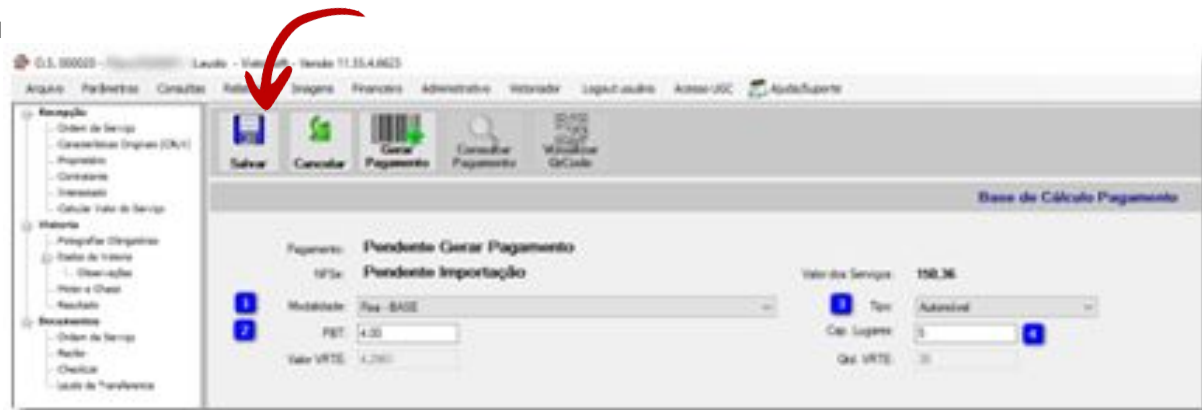 O.S. 000020 - Laudo - - Versão 11.55.4.6623
Arquivo Parâmetros Consultas Imagens Financeiro Administrativo Vistoriador Logout usuário Acesso UGC Ajuda/Suporte
Recepção
Ordem de Serviço
Características Originais (CRLV)
Proprietário
Contratante
Interessado
Calcular Valor do Serviço
Vistoria
Fotografias Obrigatórias
Dados da Vistoria
Observações
Motor e Chassi
Resultado
Documentos
Ordem de Serviço
Recibo
Checklist
Laudo de Transferência
Salvar
Cancelar
Gerar
Pagamento
Consultar
Pagamento
Visualizar
QrCode
Base de Cálculo Pagamento
Pagamento: Pendente Gerar Pagamento
NFSe: Pendente Importação
Valor dos Serviços: 150,36
1 Modalidade: Fixa - BASE
3 Tipo: Automóvel
2 PBT: 4.00
Cap. Lugares: 5 4
Valor VRTE:
Qtd. VRTE: 35